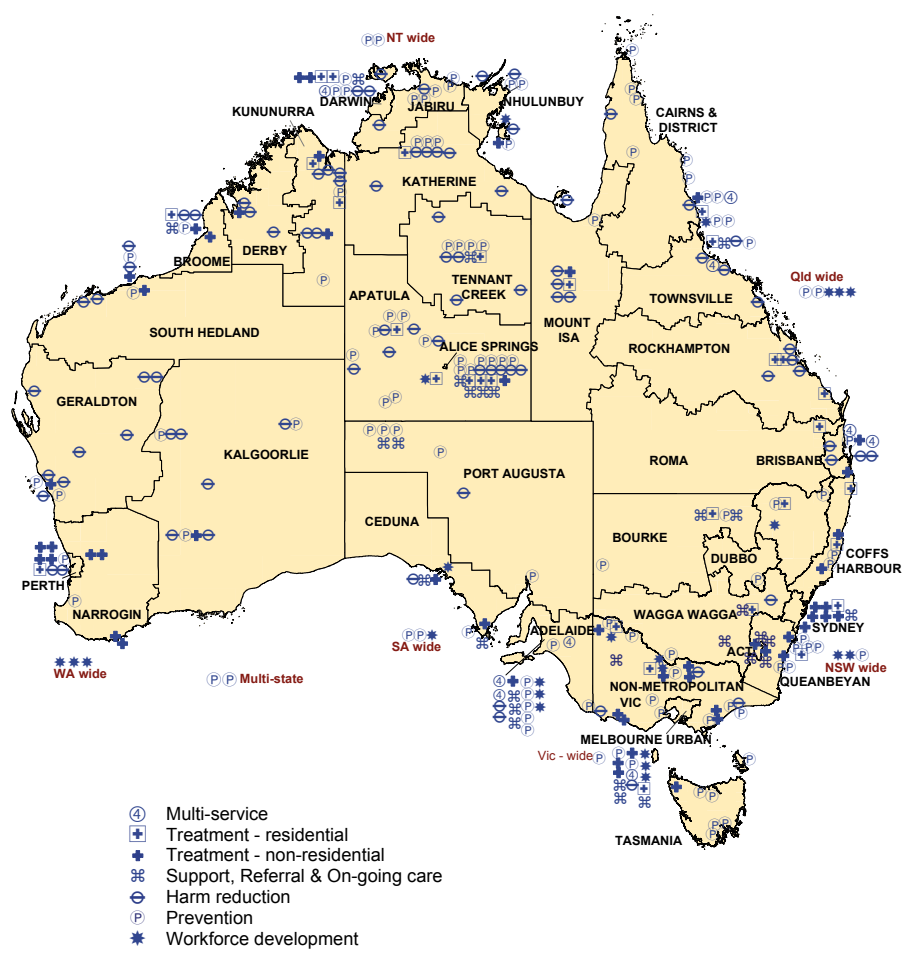 NT wide
DARWIN
JABIRU
NHULUNBUY
KUNUNURRA
CAIRNS &
DISTRICT
KATHERINE
DERBY
BROOME
TENNANT
CREEK
Qld wide
APATULA
TOWNSVILLE
MOUNT
ISA
SOUTH HEDLAND
ALICE SPRINGS
ROCKHAMPTON
GERALDTON
KALGOORLIE
PORT AUGUSTA
ROMA
BRISBANE
CEDUNA
BOURKE
DUBBO
COFFS
HARBOUR
PERTH
NARROGIN
WAGGA WAGGA
SYDNEY
ADELAIDE
SA wide
ACT
WA wide
NSW wide
Multi-state
QUEANBEYAN
NON-METROPOLITAN
VIC
MELBOURNE URBAN
Vic - wide
TASMANIA
4 Multi-service
Treatment - residential
Treatment - non-residential
Support, Referral & On-going care
Harm reduction
P Prevention
Workforce development